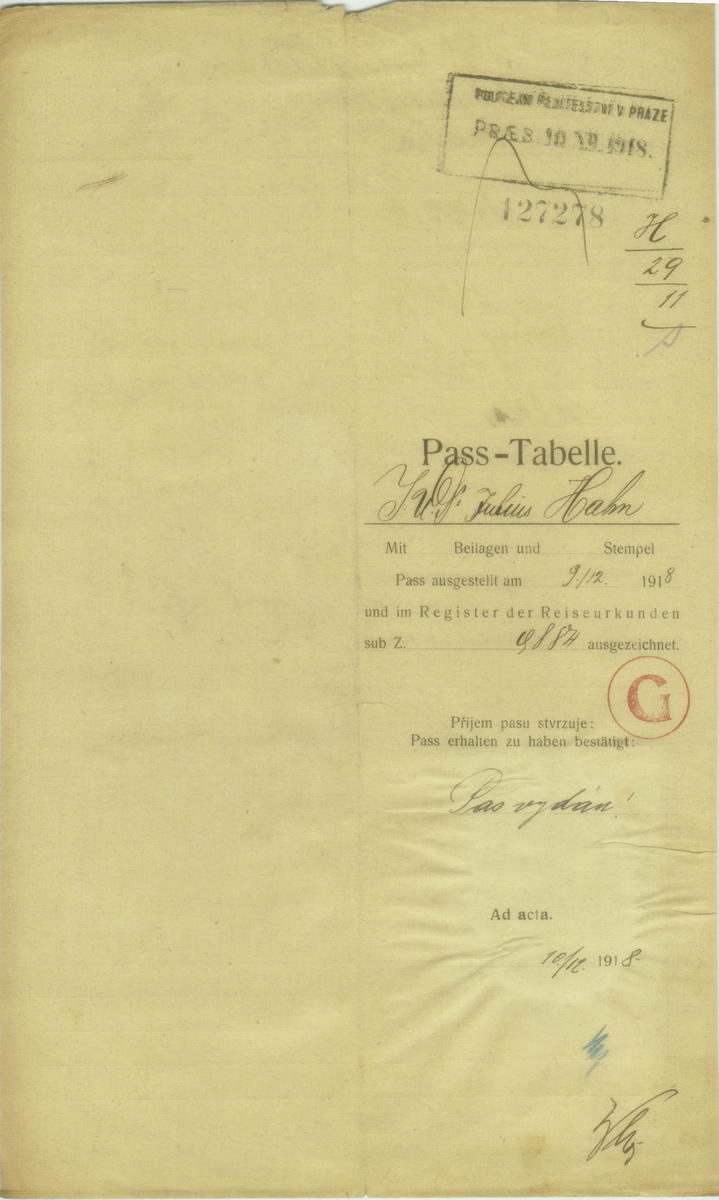 POLICEJNÍ ŘEDITELSTVÍ V PRAZE
PRÆS. 10 XII. 1918.
127278
H
29
11
Pass-Tabelle.
J.U.Dr Julius Hahn
Mit Beilagen und Stempel
Pass ausgestellt am 9./12. 1918
und im Register der Reiseurkunden
sub Z. 9884 ausgezeichnet.
G
Příjem pasu stvrzuje:
Pass erhalten zu haben bestätigt:
Pas vydán!
Ad acta.
10./12. 1918.